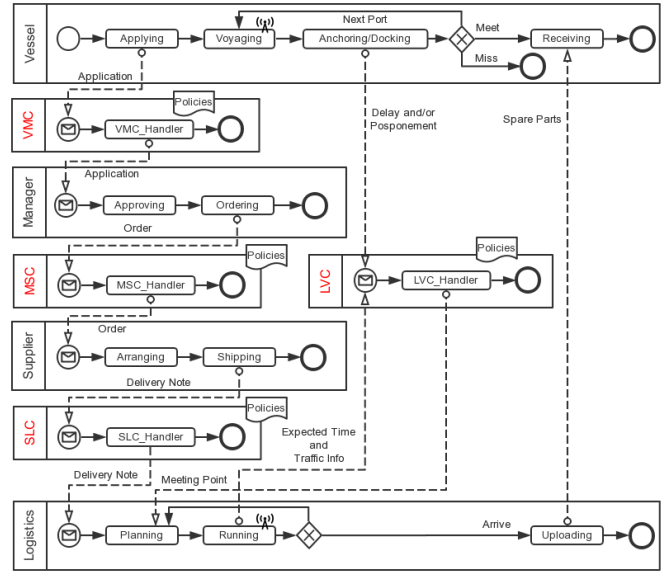 Vessel
Next Port
Applying
Voyaging
Anchoring/Docking
Meet
Receiving
Miss
Application
Delay and/or
Posponement
Spare Parts
VMC
Policies
VMC_Handler
Application
Manager
Approving
Ordering
Order
MSC
Policies
MSC_Handler
LVC
Policies
LVC_Handler
Order
Supplier
Arranging
Shipping
Delivery Note
SLC
Policies
SLC_Handler
Expected Time
and
Traffic Info
Delivery Note
Meeting Point
Logistics
Planning
Running
Arrive
Uploading